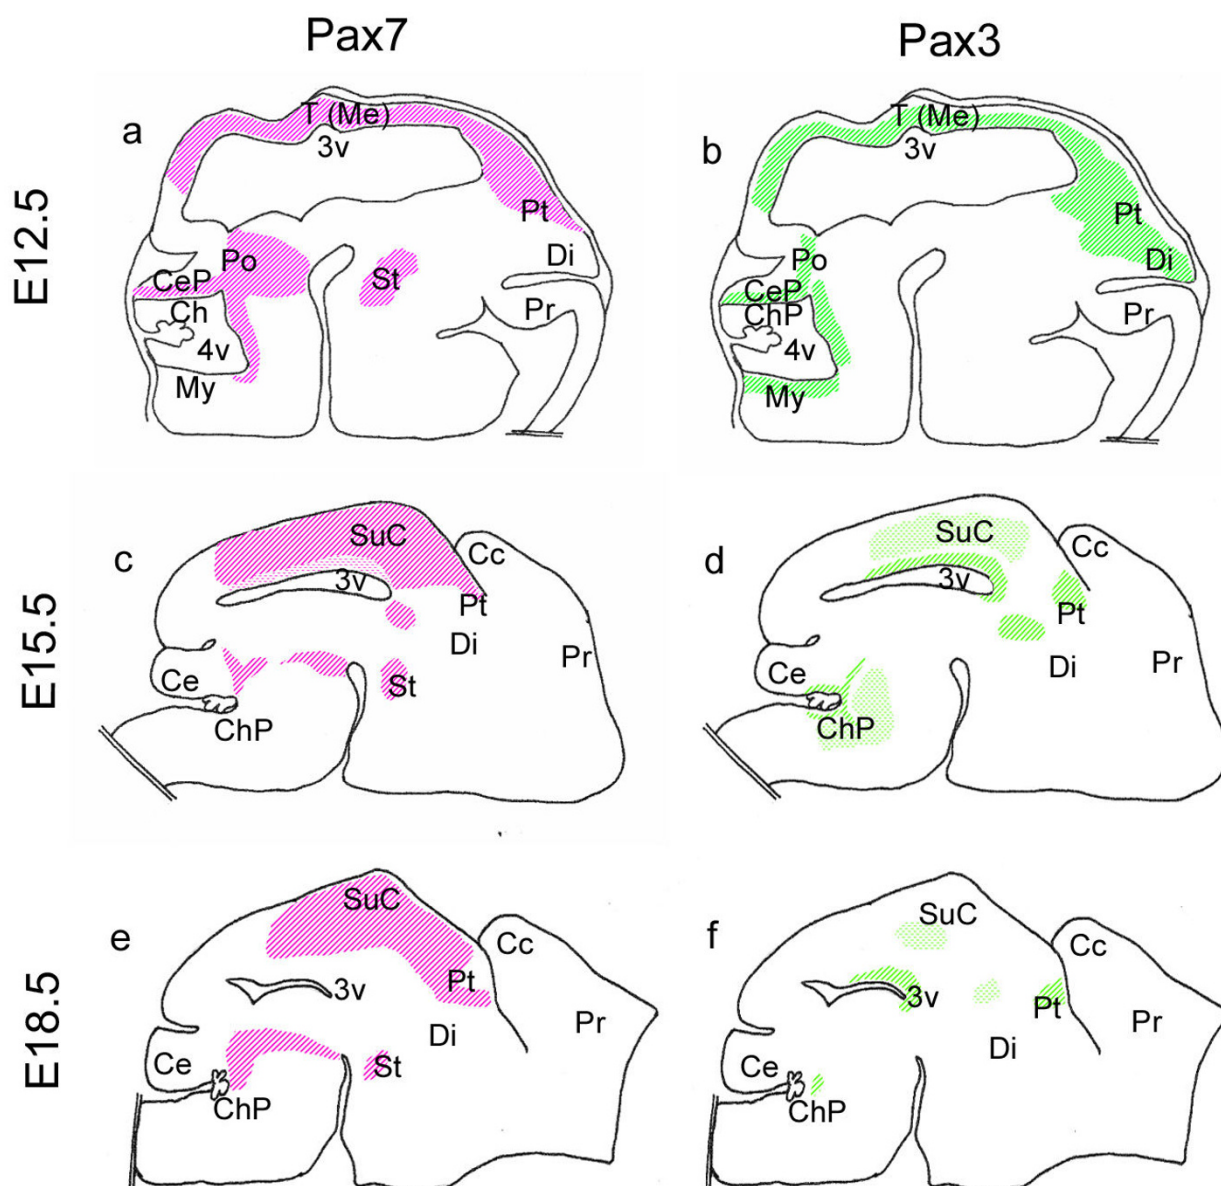 Pax7
Pax3
E12.5
a
T (Me)
3v
Pt
Po
CeP
St
Di
Ch
Pr
4v
My
b
T (Me)
3v
Pt
Po
Di
CeP
ChP
Pr
4v
My
E15.5
c
SuC
Cc
3v
Pt
Di
Pr
Ce
St
ChP
d
SuC
Cc
3v
Pt
Di
Pr
Ce
ChP
E18.5
e
SuC
Cc
Pt
3v
Di
Pr
Ce
St
ChP
f
SuC
Cc
3v
Pt
Pr
Di
Ce
ChP